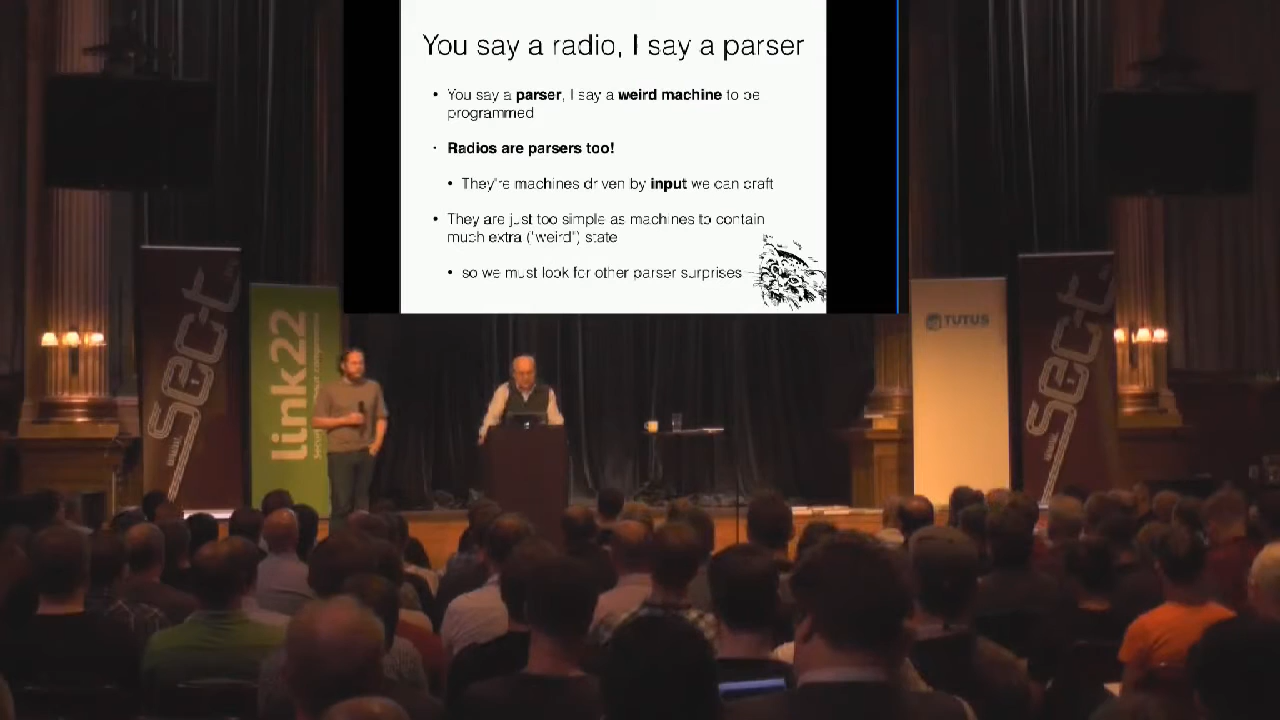 You say a radio, I say a parser
• You say a parser, I say a weird machine to be
programmed
• Radios are parsers too!
• They're machines driven by input we can craft
• They are just too simple as machines to contain
much extra ("weird") state
• so we must look for other parser surprises
www.
sec-t
link22
TUTUS
www.
sec-t